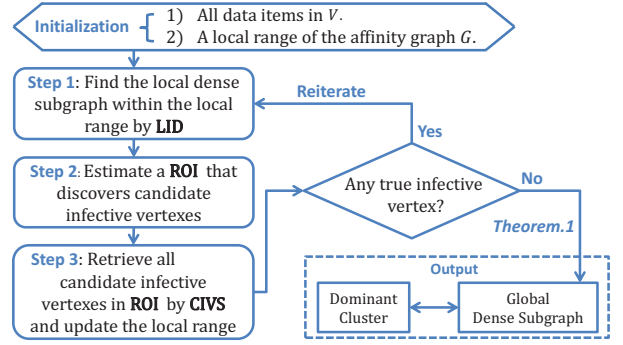 Initialization
1) All data items in V.
2) A local range of the affinity graph G.
Step 1: Find the local dense
subgraph within the local
range by LID
Reiterate
Yes
Step 2: Estimate a ROI that
discovers candidate
infective vertexes
Any true infective
vertex?
No
Theorem.1
Step 3: Retrieve all
candidate infective
vertexes in ROI by CIVS
and update the local range
Output
Dominant
Cluster
Global
Dense Subgraph